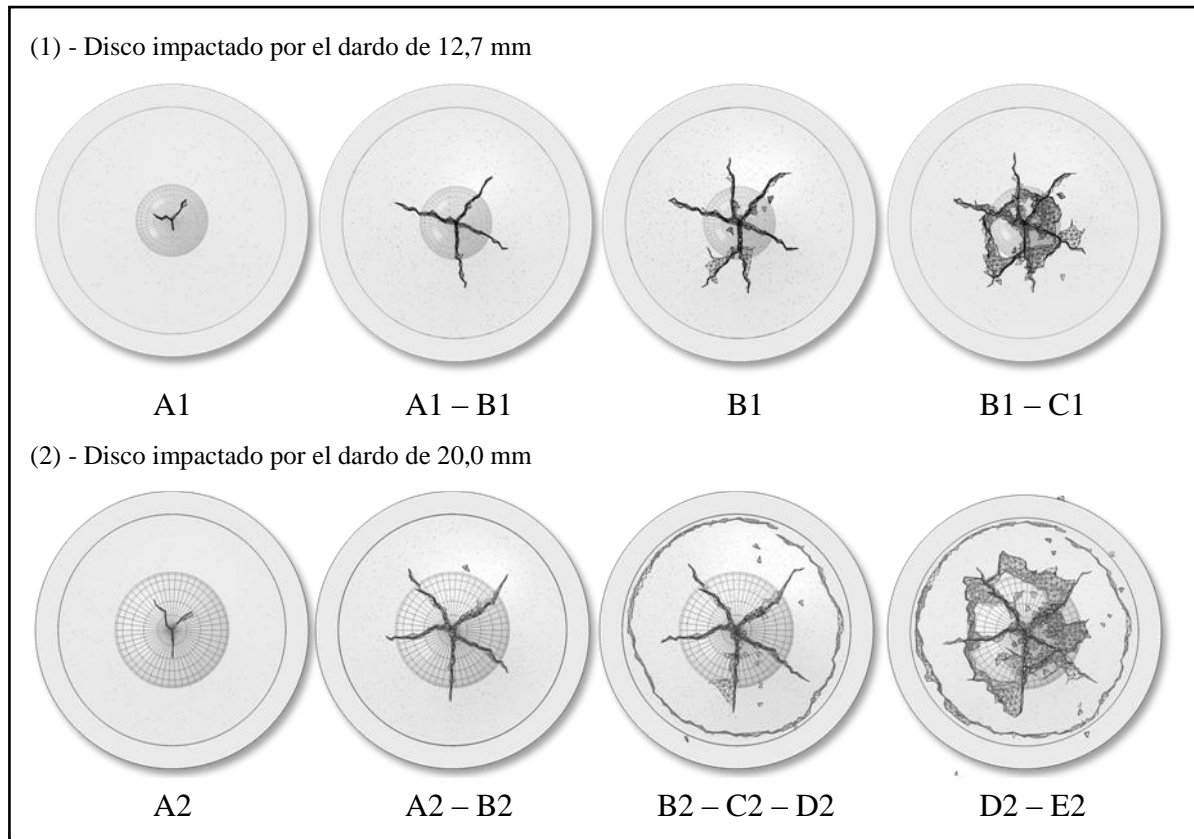 (1) - Disco impactado por el dardo de 12,7 mm
A1 A1 – B1 B1 B1 – C1
(2) - Disco impactado por el dardo de 20,0 mm
A2 A2 – B2 B2 – C2 – D2 D2 – E2